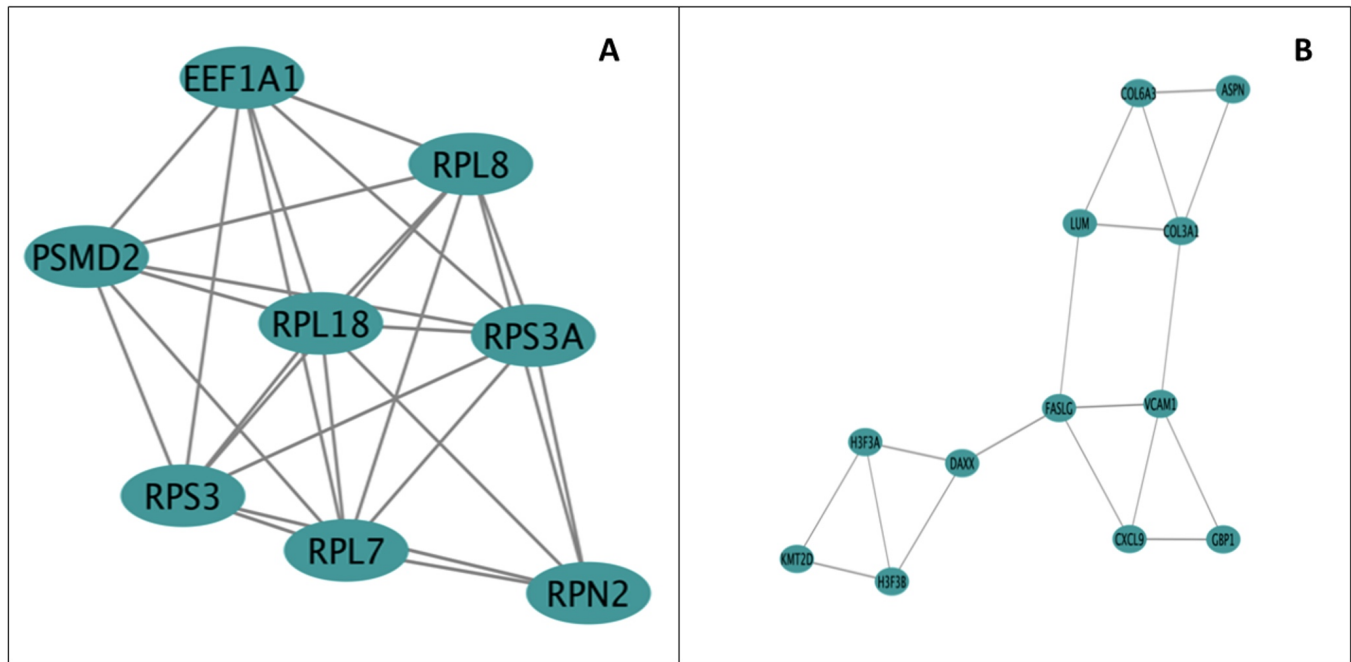 A
EEF1A1
RPL8
PSMD2
RPL18
RPS3A
RPS3
RPL7
RPN2
B
COL6A3
ASPN
LUM
COL3A1
FASLG
VCAM1
H3F3A
DAXX
KMT2D
H3F3B
CXCL9
GBP1